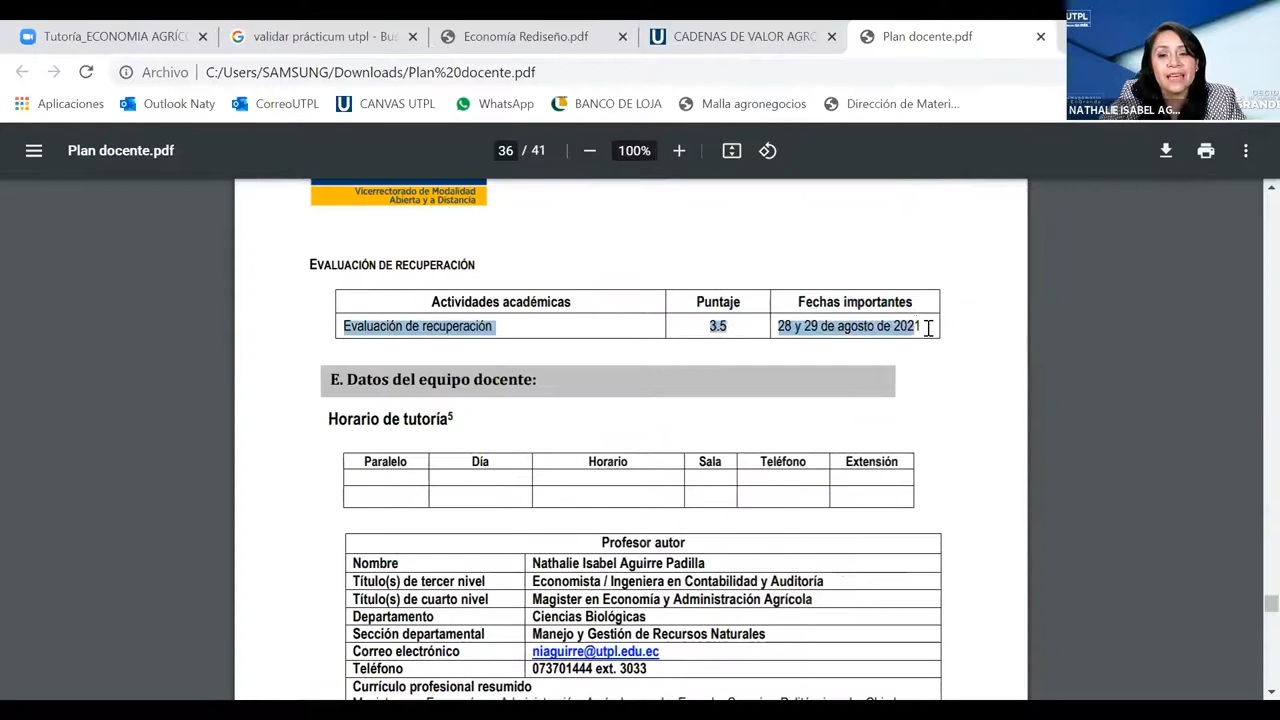 Tutoría_ECONOMIA AGRÍC
validar prácticum utpl - Bus
Economía Rediseño.pdf
CADENAS DE VALOR AGRO
Plan docente.pdf
UTPL
Archivo
C:/Users/SAMSUNG/Downloads/Plan%20docente.pdf
Aplicaciones
Outlook Naty
CorreoUTPL
CANVAS UTPL
WhatsApp
BANCO DE LOJA
Malla agronegocio...
Dirección de Materi...
NATHALIE ISABEL AG...
DECID
GRANDE
Plan docente.pdf
36 / 41
100%
Vicerrectorado de Modalidad
Abierta y a Distancia
EVALUACIÓN DE RECUPERACIÓN
Actividades académicas Puntaje Fechas importantes
Evaluación de recuperación 3.5 28 y 29 de agosto de 2021
E. Datos del equipo docente:
Horario de tutoría5
Paralelo Día Horario Sala Teléfono Extensión
Profesor autor
Nombre Nathalie Isabel Aguirre Padilla
Título(s) de tercer nivel Economista / Ingeniera en Contabilidad y Auditoría
Título(s) de cuarto nivel Magister en Economía y Administración Agrícola
Departamento Ciencias Biológicas
Sección departamental Manejo y Gestión de Recursos Naturales
Correo electrónico niaguirre@utpl.edu.ec
Teléfono 073701444 ext. 3033
Currículo profesional resumido